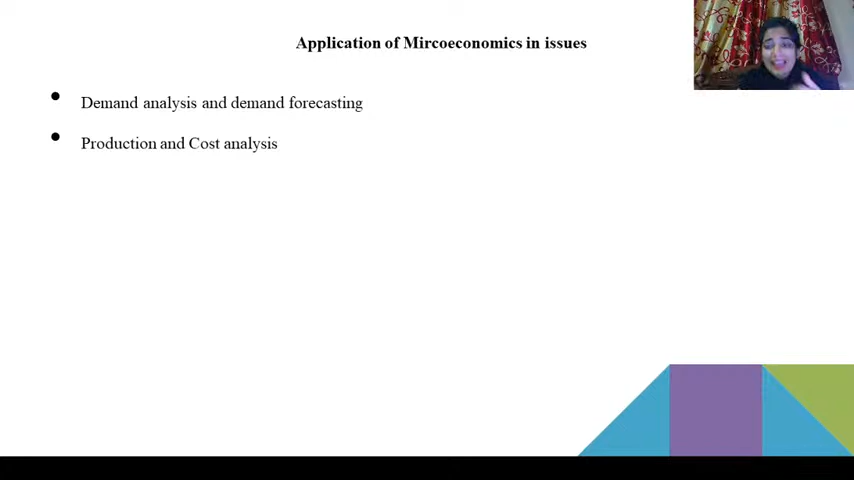 Application of Mircoeconomics in issues
• Demand analysis and demand forecasting
• Production and Cost analysis